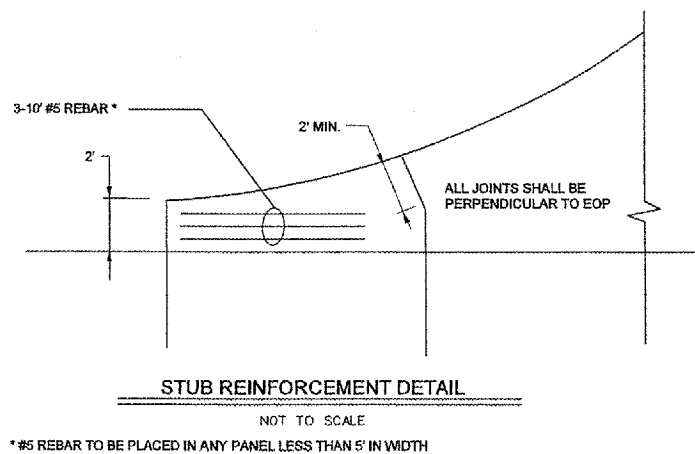 3-10' #5 REBAR *
2' MIN.
2'
ALL JOINTS SHALL BE
PERPENDICULAR TO EOP
STUB REINFORCEMENT DETAIL
NOT TO SCALE
* #5 REBAR TO BE PLACED IN ANY PANEL LESS THAN 5' IN WIDTH